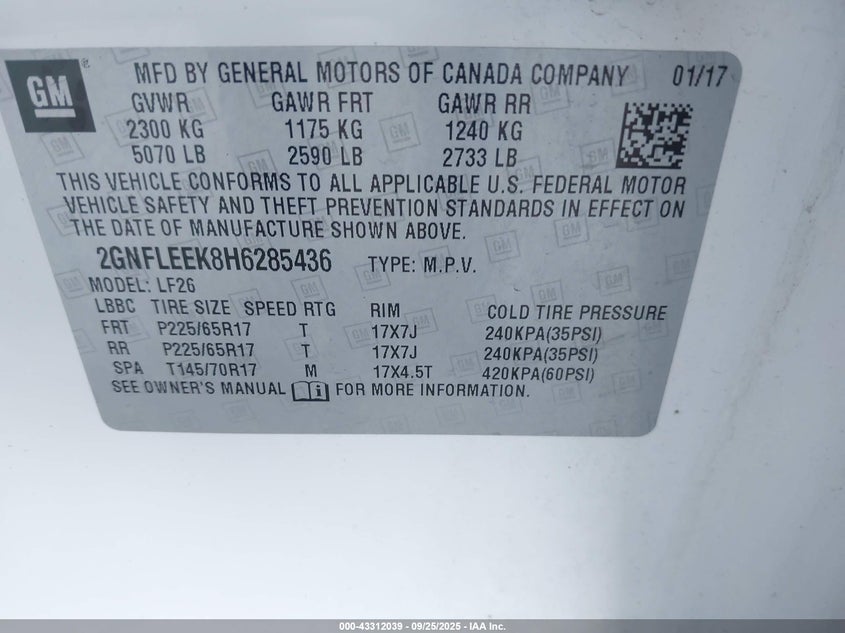 GM ® MFD BY GENERAL MOTORS OF CANADA COMPANY 01/17
GVWR GAWR FRT GAWR RR
2300 KG 1175 KG 1240 KG
5070 LB 2590 LB 2733 LB
THIS VEHICLE CONFORMS TO ALL APPLICABLE U.S. FEDERAL MOTOR
VEHICLE SAFETY AND THEFT PREVENTION STANDARDS IN EFFECT ON
THE DATE OF MANUFACTURE SHOWN ABOVE.
2GNFLEEK8H6285436 TYPE: M.P.V.
MODEL: LF26
LBBC TIRE SIZE SPEED RTG RIM COLD TIRE PRESSURE
FRT P225/65R17 T 17X7J 240KPA(35PSI)
RR P225/65R17 T 17X7J 240KPA(35PSI)
SPA T145/70R17 M 17X4.5T 420KPA(60PSI)
SEE OWNER'S MANUAL FOR MORE INFORMATION.
000-43312039 - 09/25/2025 - IAA Inc.